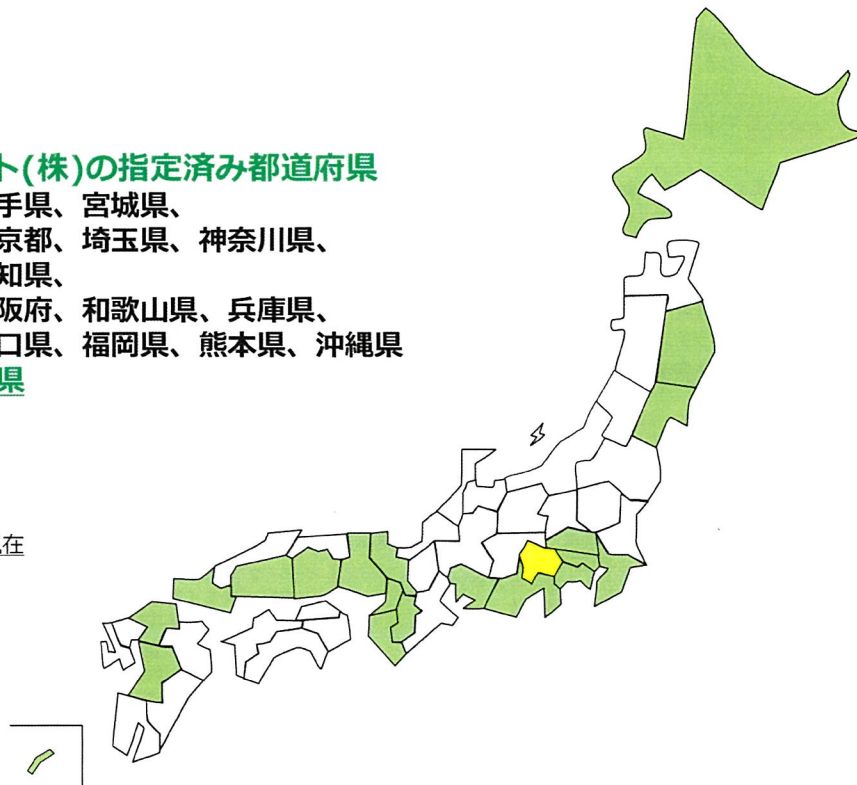 ト(株)の指定済み都道府県
手県、宮城県、
京都、埼玉県、神奈川県、
知県、
阪府、和歌山県、兵庫県、
口県、福岡県、熊本県、沖縄県
県
在